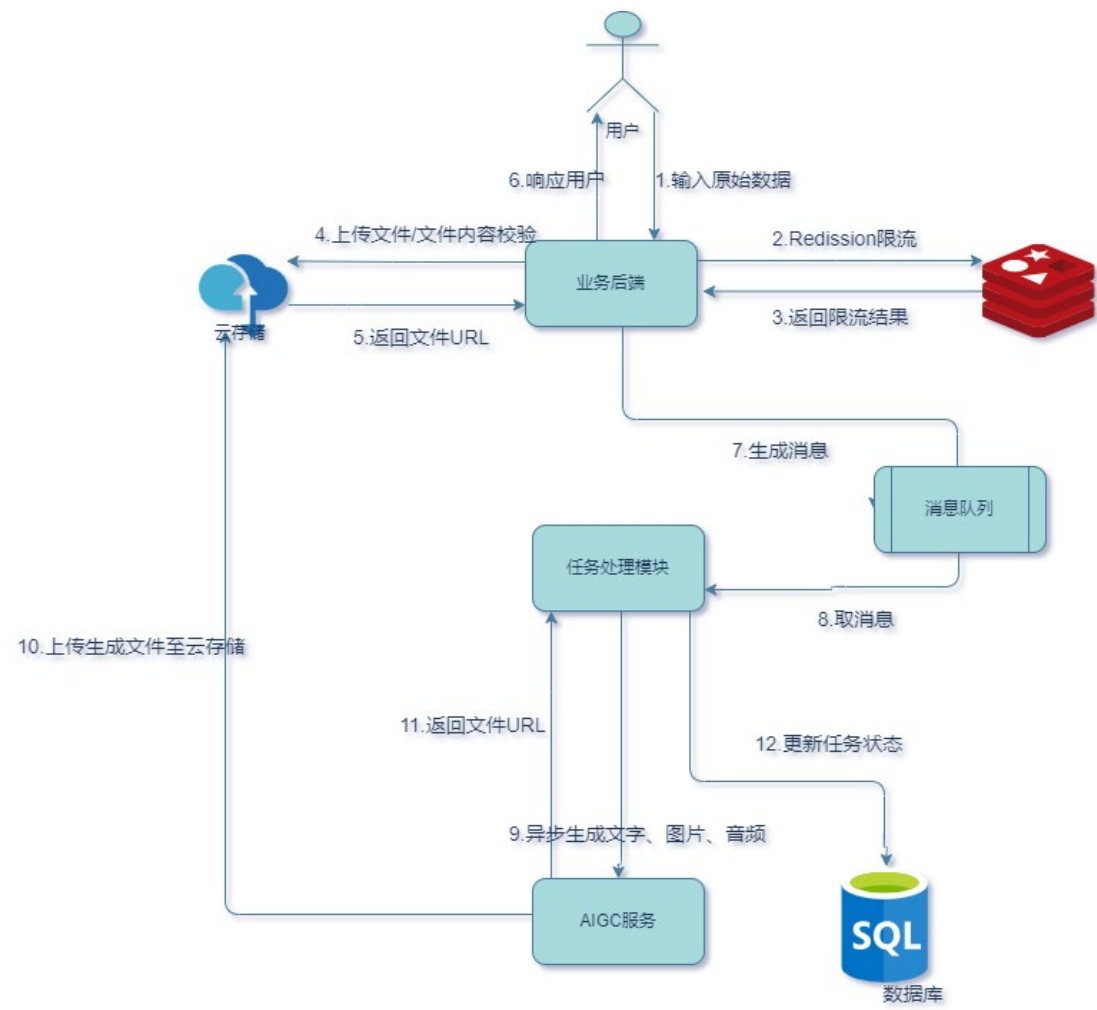 用户
6.响应用户
1.输入原始数据
4.上传文件/文件内容校验
2.Redission限流
业务后端
云存储
5.返回文件URL
3.返回限流结果
7.生成消息
消息队列
任务处理模块
8.取消息
10.上传生成文件至云存储
11.返回文件URL
12.更新任务状态
9.异步生成文字、图片、音频
AIGC服务
SQL
数据库